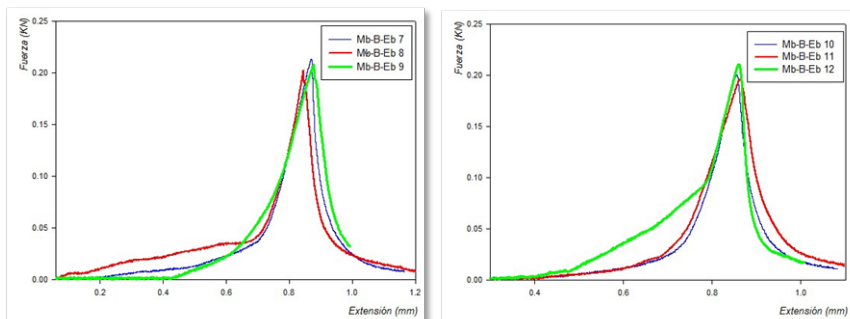 Fuerza (KN)
0.25
0.20
0.15
0.10
0.05
0.00
0.2
0.4
0.6
0.8
1.0
1.2
Extensión (mm)
Mb-B-Eb 7
Mb-B-Eb 8
Mb-B-Eb 9
Fuerza (KN)
0.25
0.20
0.15
0.10
0.05
0.00
0.4
0.6
0.8
1.0
Extensión (mm)
Mb-B-Eb 10
Mb-B-Eb 11
Mb-B-Eb 12